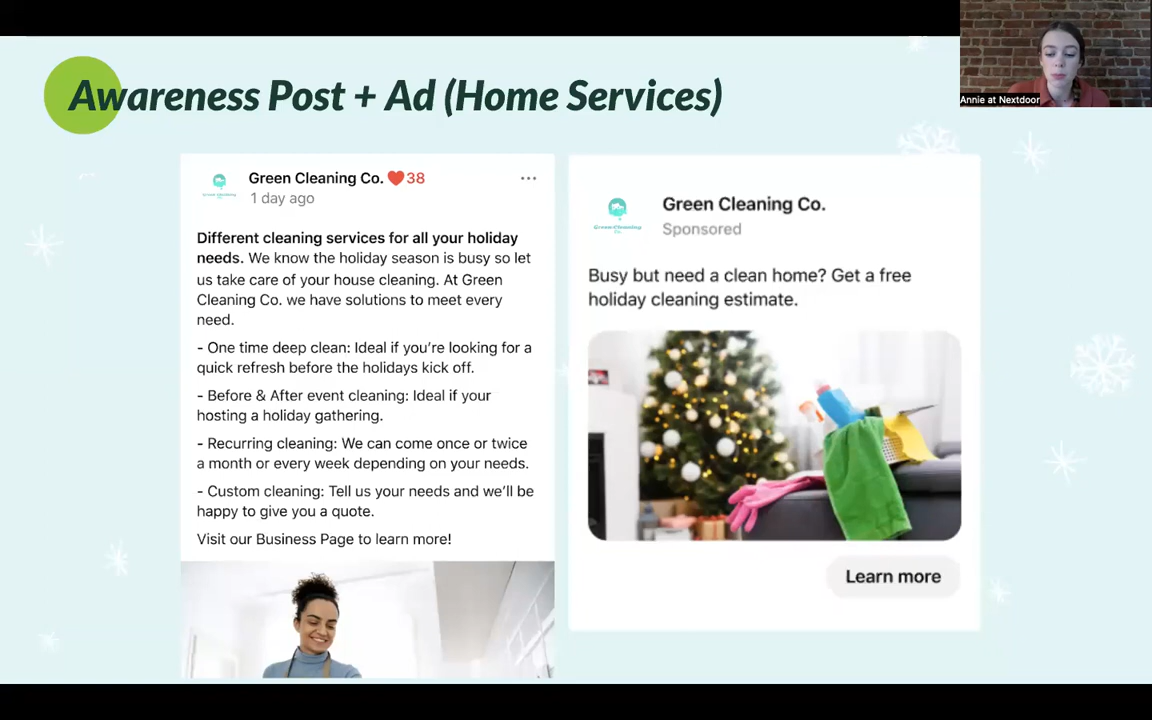 Annie at Nextdoor
Awareness Post + Ad (Home Services)
Green Cleaning Co. 38
1 day ago
Different cleaning services for all your holiday
needs. We know the holiday season is busy so let
us take care of your house cleaning. At Green
Cleaning Co. we have solutions to meet every
need.
- One time deep clean: Ideal if you're looking for a
quick refresh before the holidays kick off.
- Before & After event cleaning: Ideal if your
hosting a holiday gathering.
- Recurring cleaning: We can come once or twice
a month or every week depending on your needs.
- Custom cleaning: Tell us your needs and we'll be
happy to give you a quote.
Visit our Business Page to learn more!
Green Cleaning Co.
Green Cleaning Co.
Sponsored
Busy but need a clean home? Get a free
holiday cleaning estimate.
Learn more